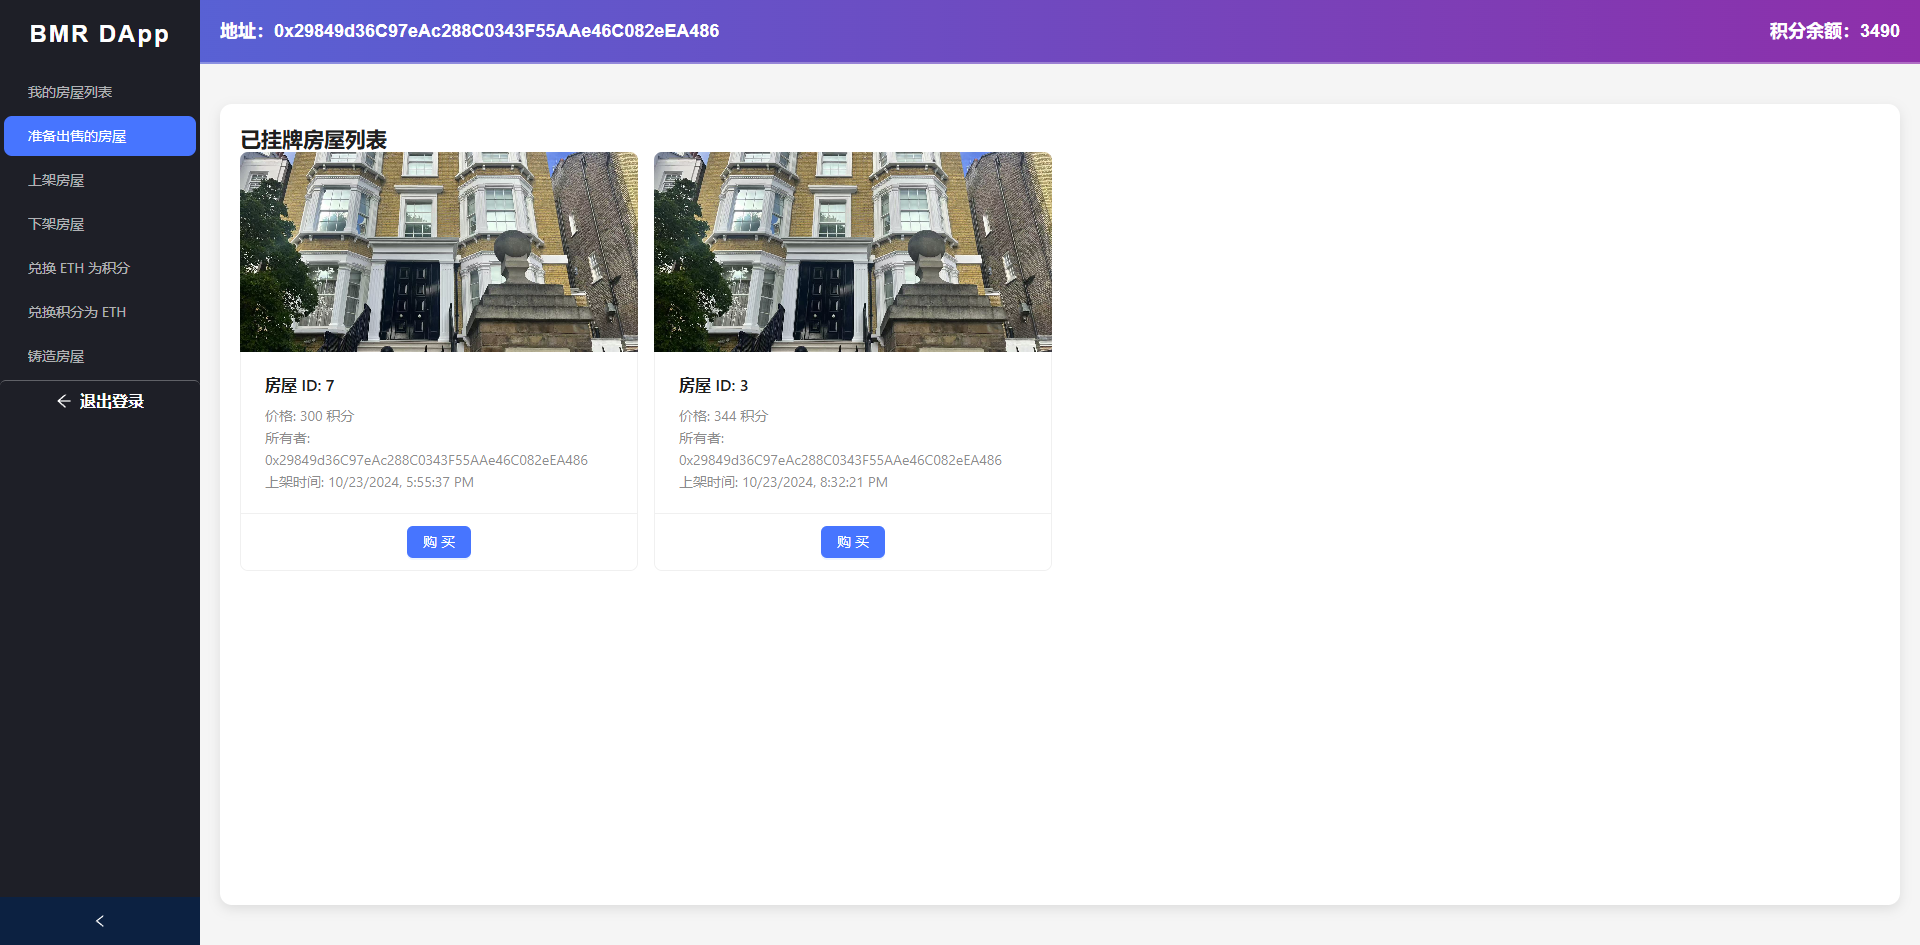 BMR DApp
我的房屋列表
准备出售的房屋
上架房屋
下架房屋
兑换 ETH 为积分
兑换积分为 ETH
铸造房屋
退出登录
地址：0x29849d36C97eAc288C0343F55AAe46C082eEA486
积分余额：3490
已挂牌房屋列表
房屋 ID: 7
价格: 300 积分
所有者:
0x29849d36C97eAc288C0343F55AAe46C082eEA486
上架时间: 10/23/2024, 5:55:37 PM
购 买
房屋 ID: 3
价格: 344 积分
所有者:
0x29849d36C97eAc288C0343F55AAe46C082eEA486
上架时间: 10/23/2024, 8:32:21 PM
购 买